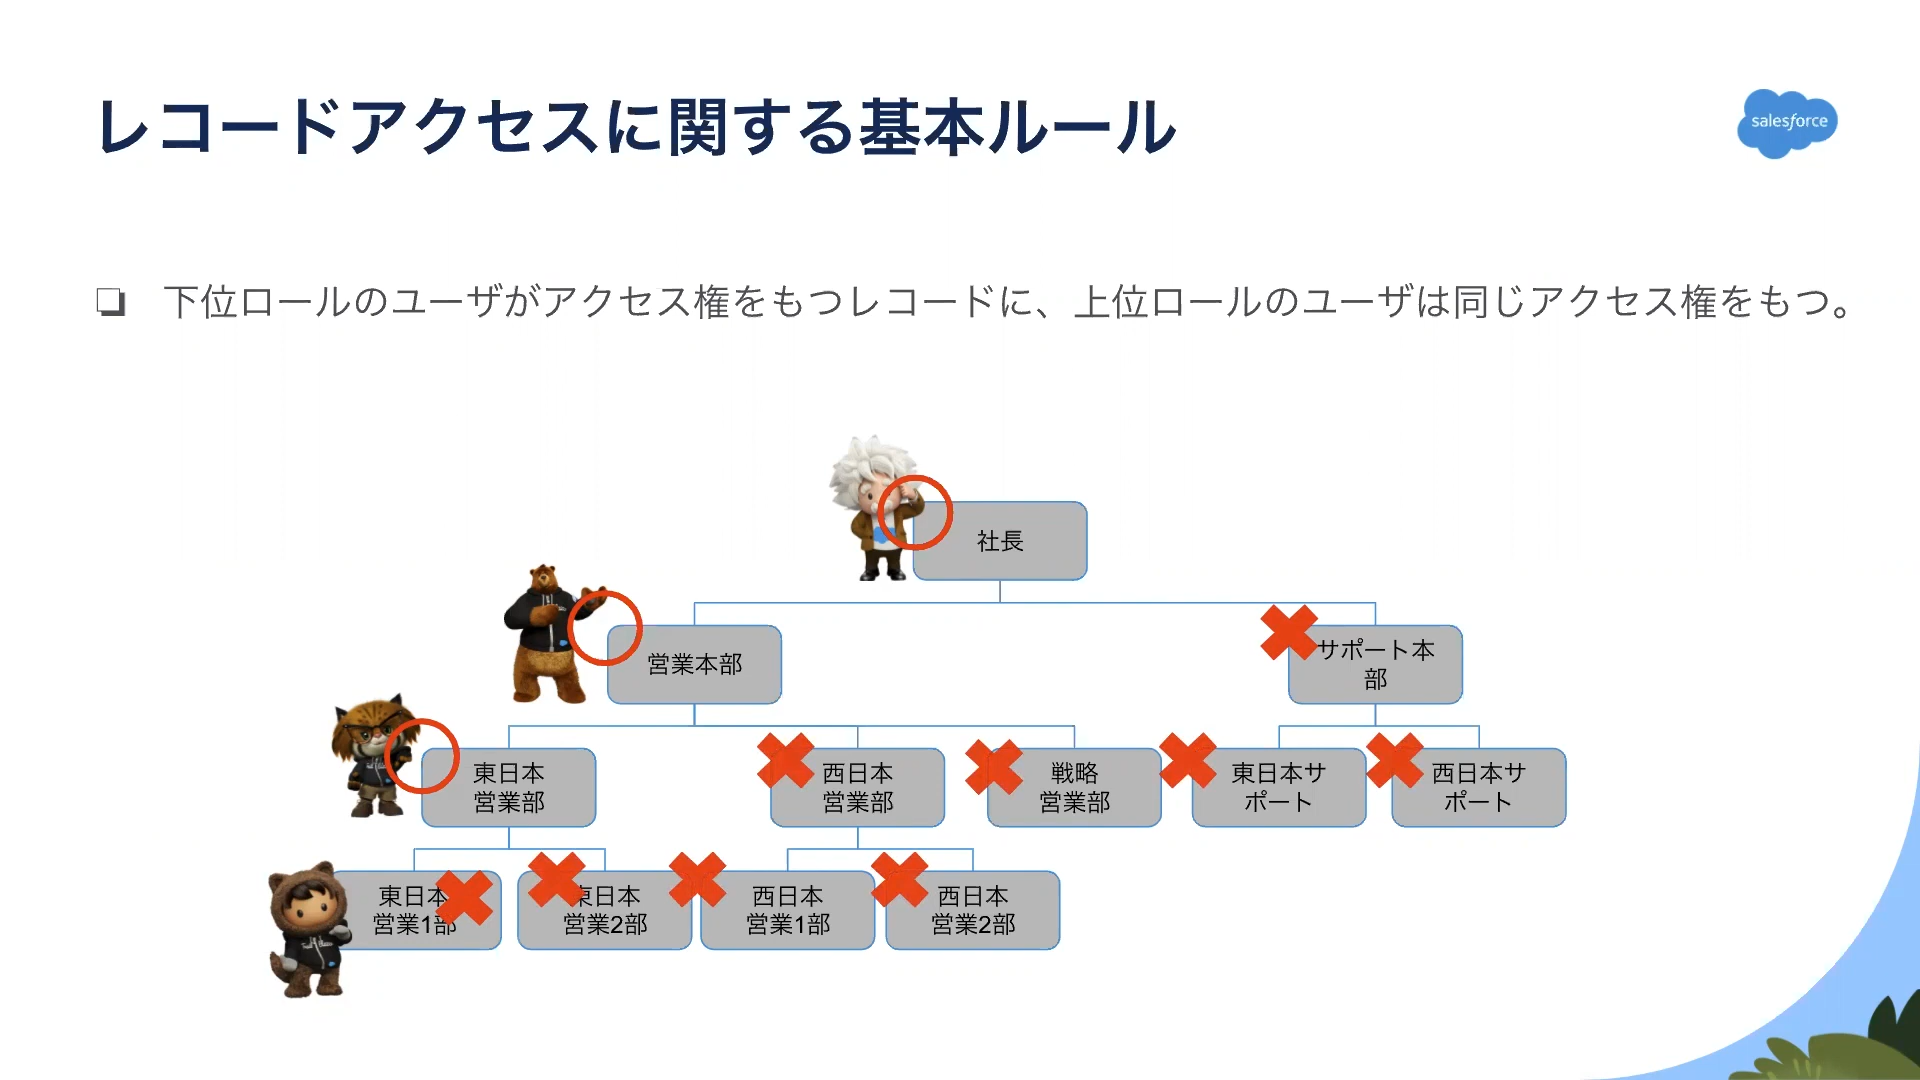 レコードアクセスに関する基本ルール
salesforce
❏ 下位ロールのユーザがアクセス権をもつレコードに、上位ロールのユーザは同じアクセス権をもつ。
社長
営業本部
サポート本
部
東日本
営業部
西日本
営業部
戦略
営業部
東日本サ
ポート
西日本サ
ポート
東日本
営業1部
東日本
営業2部
西日本
営業1部
西日本
営業2部